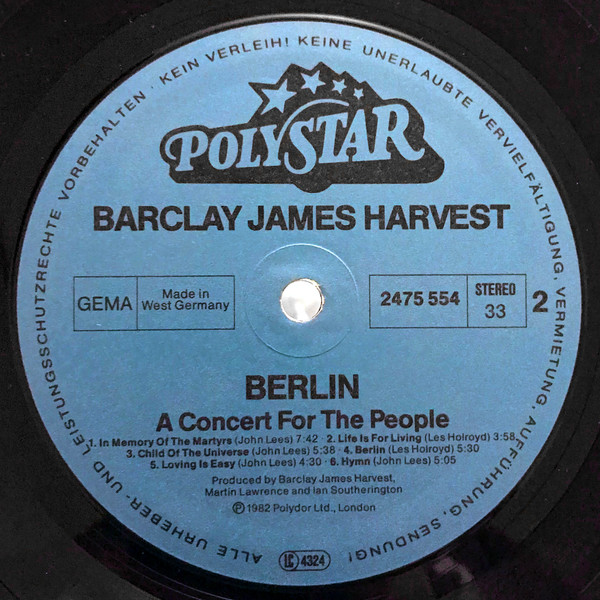 ALLE URHEBER- UND LEISTUNGSSCHUTZRECHTE VORBEHALTEN · KEIN VERLEIH! KEINE UNERLAUBTE VERVIELFÄLTIGUNG, VERMIETUNG, AUFFÜHRUNG, SENDUNG!
POLYSTAR
BARCLAY JAMES HARVEST
GEMA
Made in
West Germany
2475 554
STEREO
33
2
BERLIN
A Concert For The People
1. In Memory Of The Martyrs (John Lees) 7:42 · 2. Life Is For Living (Les Holroyd) 3:58
3. Child Of The Universe (John Lees) 5:38 · 4. Berlin (Les Holroyd) 5:30
5. Loving Is Easy (John Lees) 4:30 · 6. Hymn (John Lees) 5:05
Produced by Barclay James Harvest,
Martin Lawrence and Ian Southerington
Ⓟ 1982 Polydor Ltd., London
LC 4324